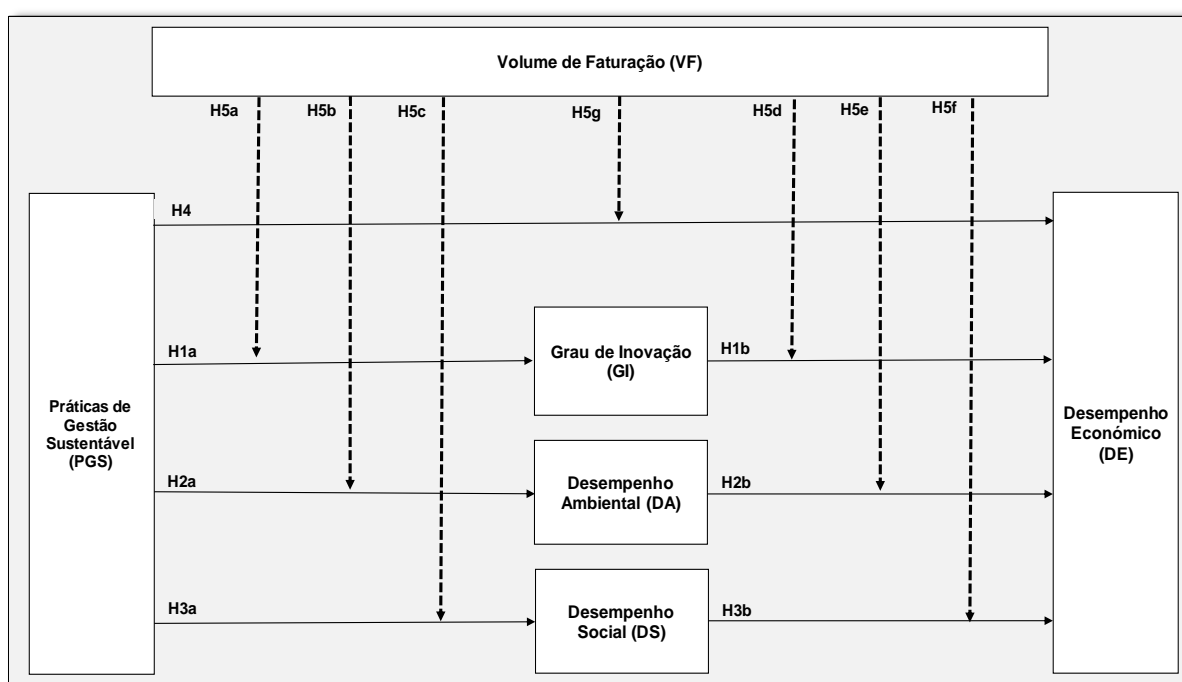 Volume de Faturação (VF)
H5a
H5b
H5c
H5g
H5d
H5e
H5f
H4
H1a
Grau de Inovação
(GI)
H1b
Práticas de
Gestão
Sustentável
(PGS)
Desempenho
Económico
(DE)
H2a
Desempenho
Ambiental (DA)
H2b
H3a
Desempenho
Social (DS)
H3b